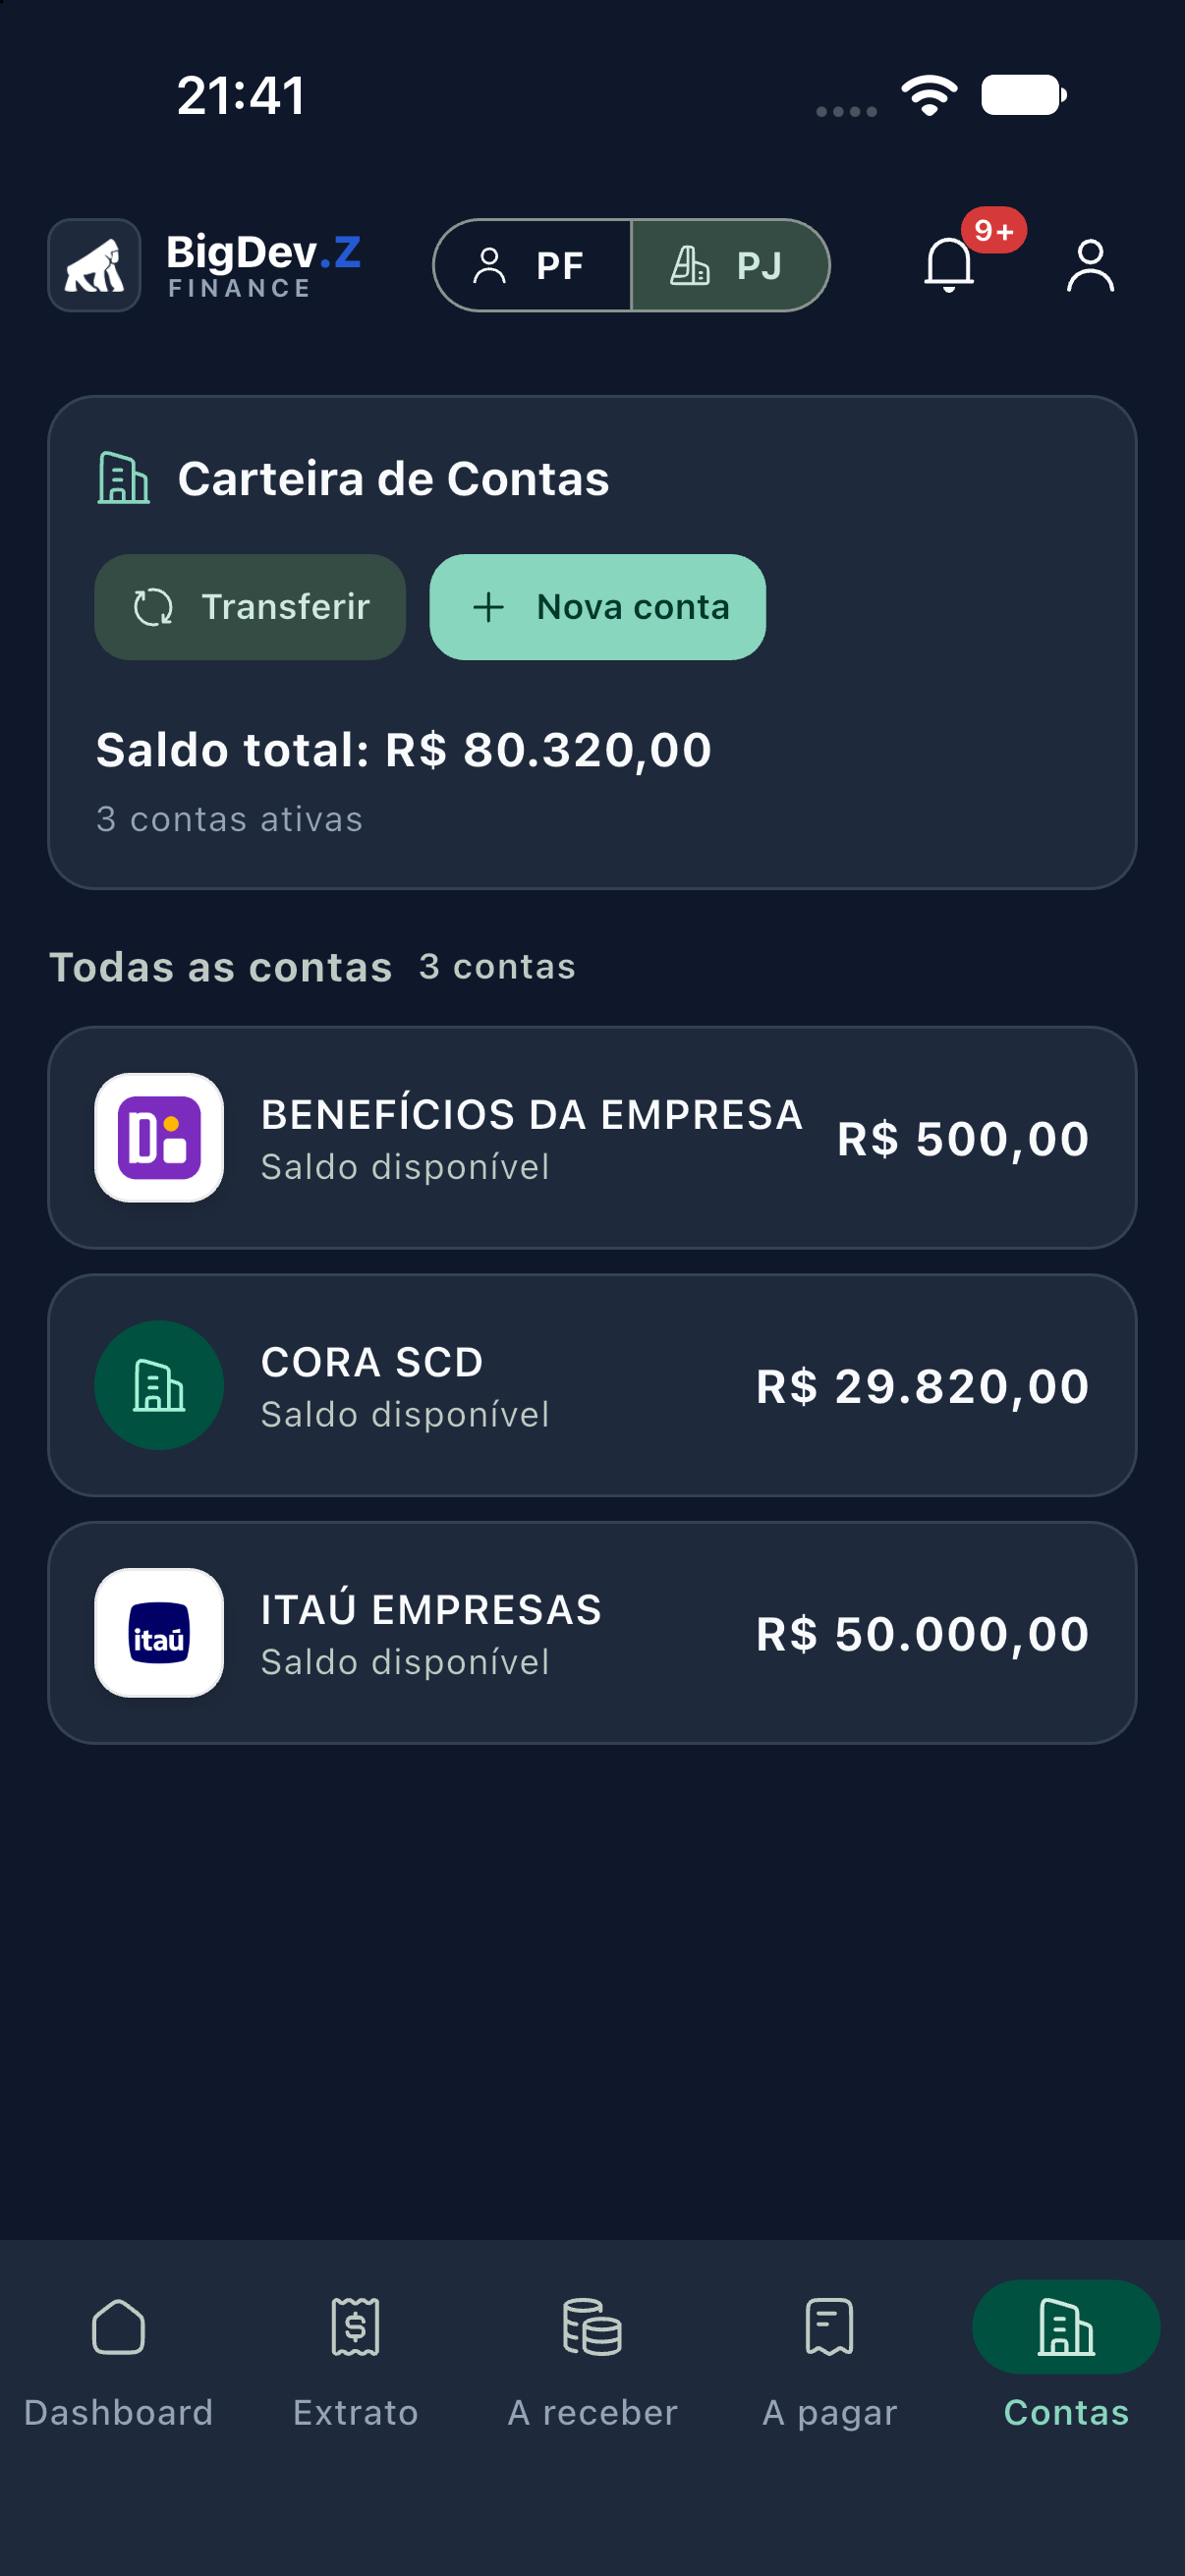 21:41
BigDev.Z
FINANCE
PF
PJ
9+
Carteira de Contas
Transferir
Nova conta
Saldo total: R$ 80.320,00
3 contas ativas
Todas as contas 3 contas
BENEFÍCIOS DA EMPRESA
Saldo disponível
R$ 500,00
CORA SCD
Saldo disponível
R$ 29.820,00
itaú
ITAÚ EMPRESAS
Saldo disponível
R$ 50.000,00
Dashboard
Extrato
A receber
A pagar
Contas